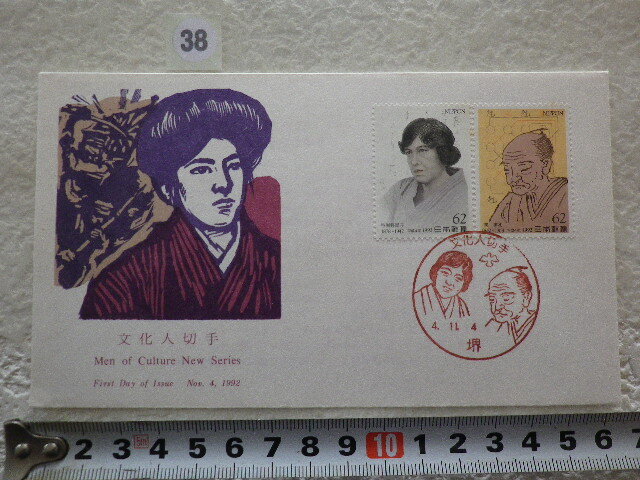 38
NIPPON
62
1992 日本郵便
NIPPON
62
1992 日本郵便
文化人切手
4. 11. 4
堺
文化人切手
Men of Culture New Series
First Day of Issue Nov. 4, 1992
2 3 4 5 6 7 8 9 10 1 2 3 4 5 6 7